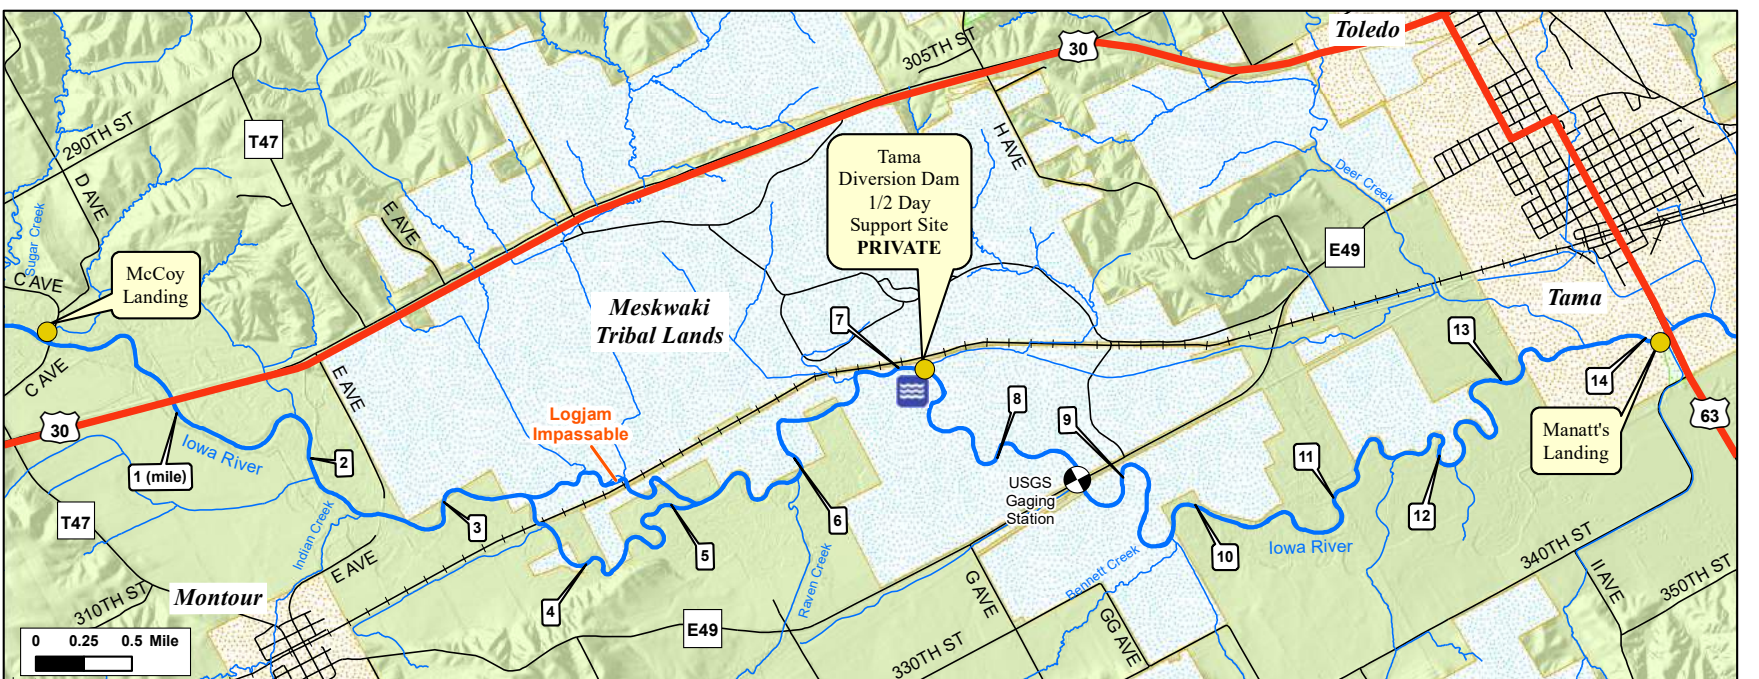 Toledo
30
305TH ST
290TH ST
T47
H AVE
Tama
Diversion Dam
1/2 Day
Support Site
PRIVATE
Deer Creek
D AVE
E AVE
Sugar Creek
E49
McCoy
Landing
C AVE
Meskwaki
Tribal Lands
Tama
7
13
C AVE
E AVE
14
30
Logjam
Impassable
8
9
63
Manatt's
Landing
Iowa River
1 (mile)
2
11
USGS
Gaging
Station
T47
3
6
12
Indian Creek
5
10
Iowa River
340TH ST
E AVE
Bennett Creek
Raven Creek
II AVE
350TH ST
310TH ST
Montour
4
G AVE
GG AVE
E49
330TH ST
0 0.25 0.5 Mile